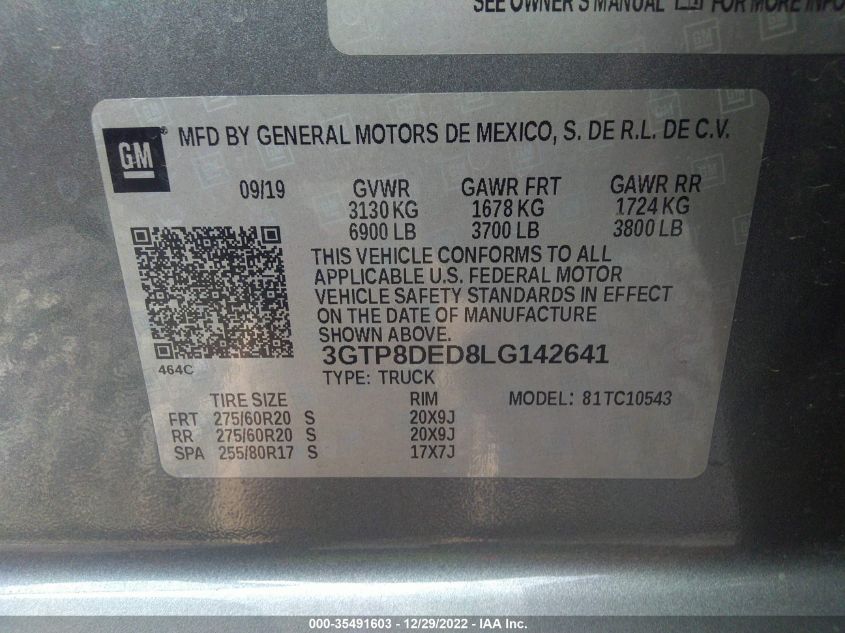 SEE OWNER'S MANUAL FOR MORE INFO
GM
GM ® MFD BY GENERAL MOTORS DE MEXICO, S. DE R.L. DE C.V.
09/19 GVWR GAWR FRT GAWR RR
3130 KG 1678 KG 1724 KG
6900 LB 3700 LB 3800 LB
THIS VEHICLE CONFORMS TO ALL
APPLICABLE U.S. FEDERAL MOTOR
VEHICLE SAFETY STANDARDS IN EFFECT
ON THE DATE OF MANUFACTURE
SHOWN ABOVE.
464C 3GTP8DED8LG142641
TYPE: TRUCK
TIRE SIZE RIM MODEL: 81TC10543
FRT 275/60R20 S 20X9J
RR 275/60R20 S 20X9J
SPA 255/80R17 S 17X7J
000-35491603 - 12/29/2022 - IAA Inc.